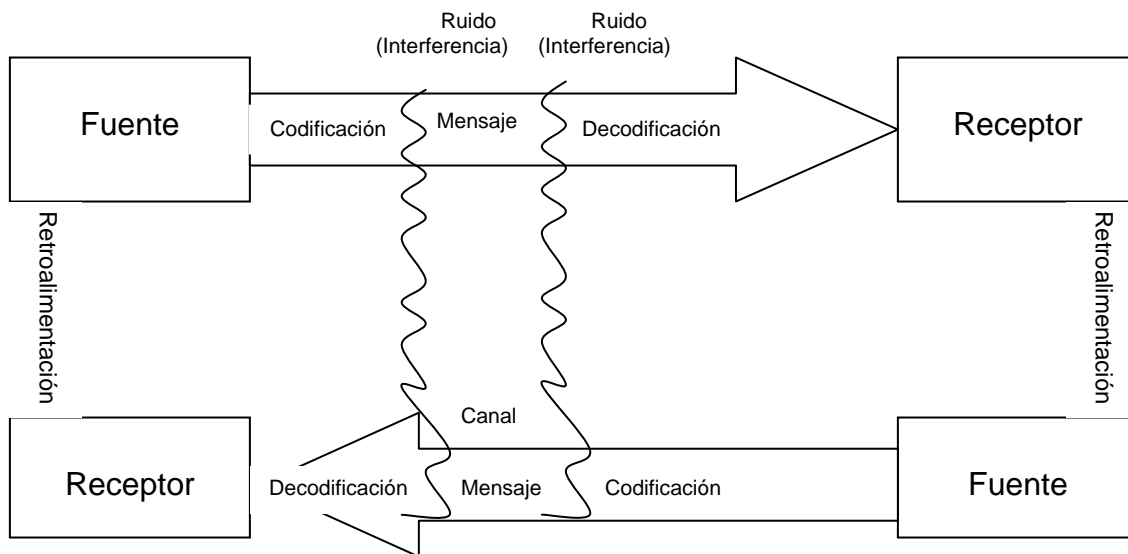 Ruido
(Interferencia)
Ruido
(Interferencia)
Fuente
Codificación
Mensaje
Decodificación
Receptor
Retroalimentación
Retroalimentación
Canal
Receptor
Decodificación
Mensaje
Codificación
Fuente